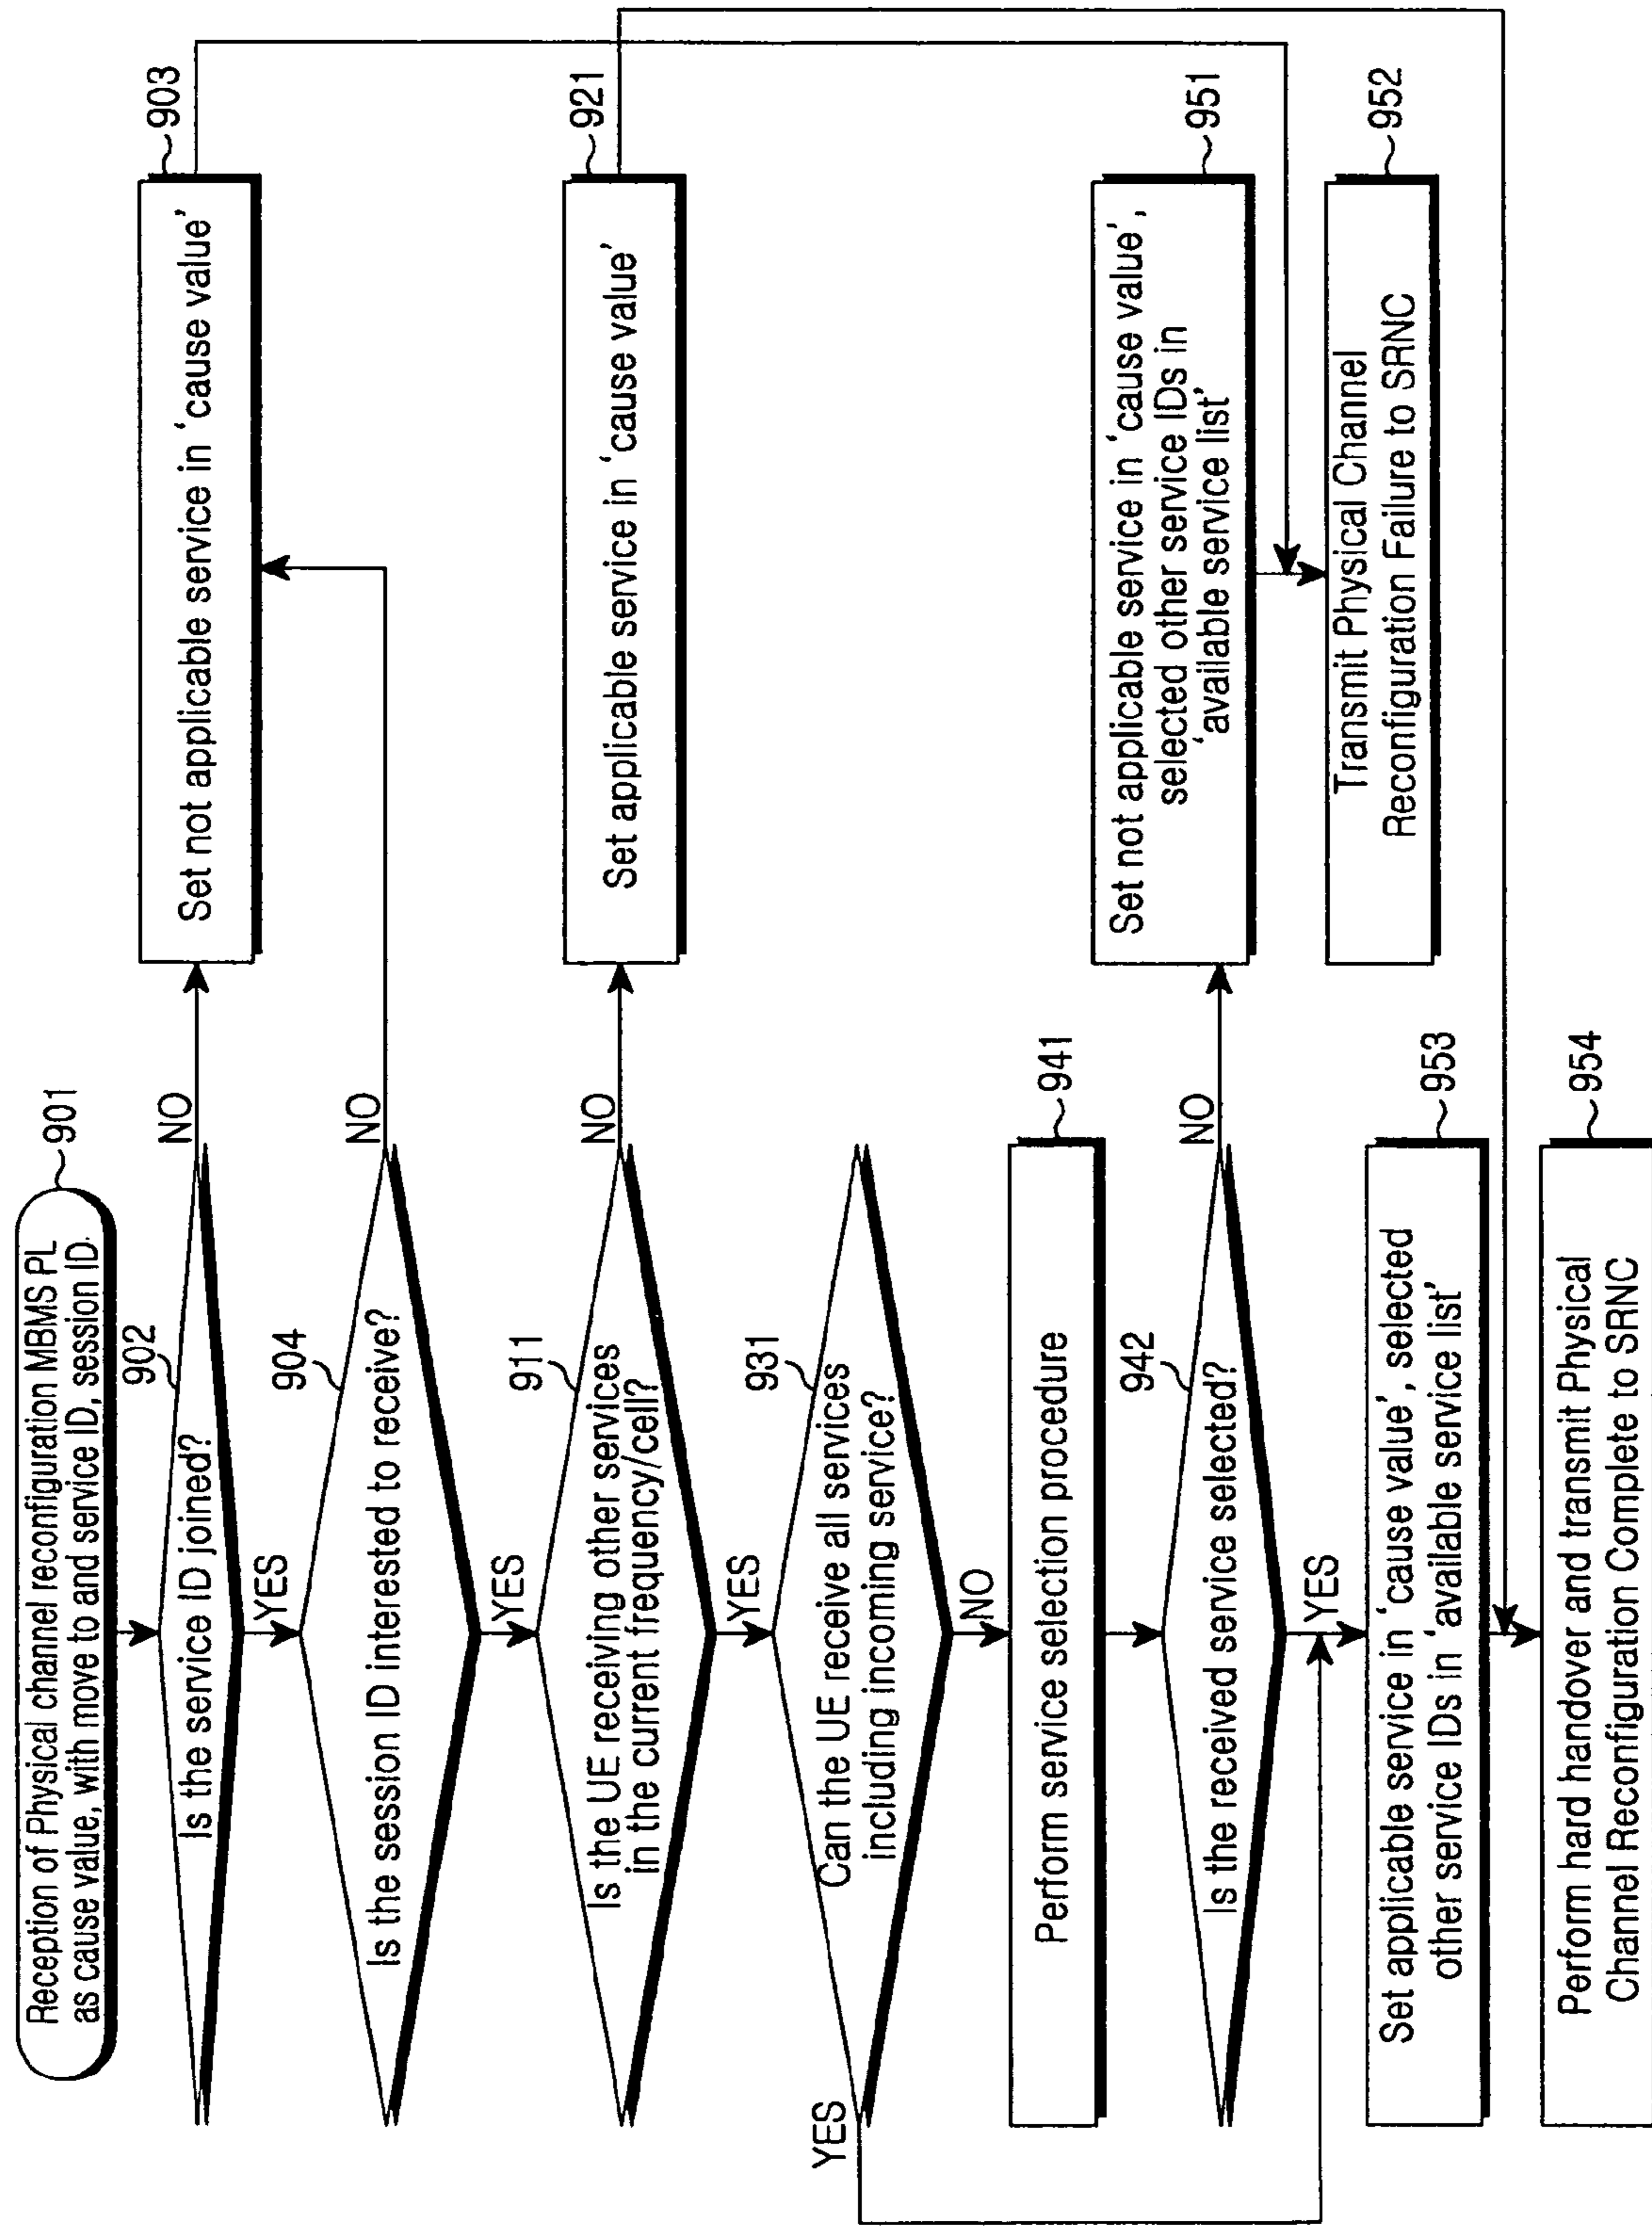 Reception of Physical channel reconfiguration MBMS PL
as cause value, with move to and service ID, session ID.
901
902
Is the service ID joined?
NO
YES
Set not applicable service in 'cause value'
903
904
Is the session ID interested to receive?
NO
YES
911
Is the UE receiving other services
in the current frequency/cell?
NO
YES
Set applicable service in 'cause value'
921
931
Can the UE receive all services
including incoming service?
YES
NO
Perform service selection procedure
941
942
Is the received service selected?
NO
YES
Set not applicable service in 'cause value',
selected other service IDs in
'available service list'
951
Transmit Physical Channel
Reconfiguration Failure to SRNC
952
Set applicable service in 'cause value', selected
other service IDs in 'available service list'
953
Perform hard handover and transmit Physical
Channel Reconfiguration Complete to SRNC
954